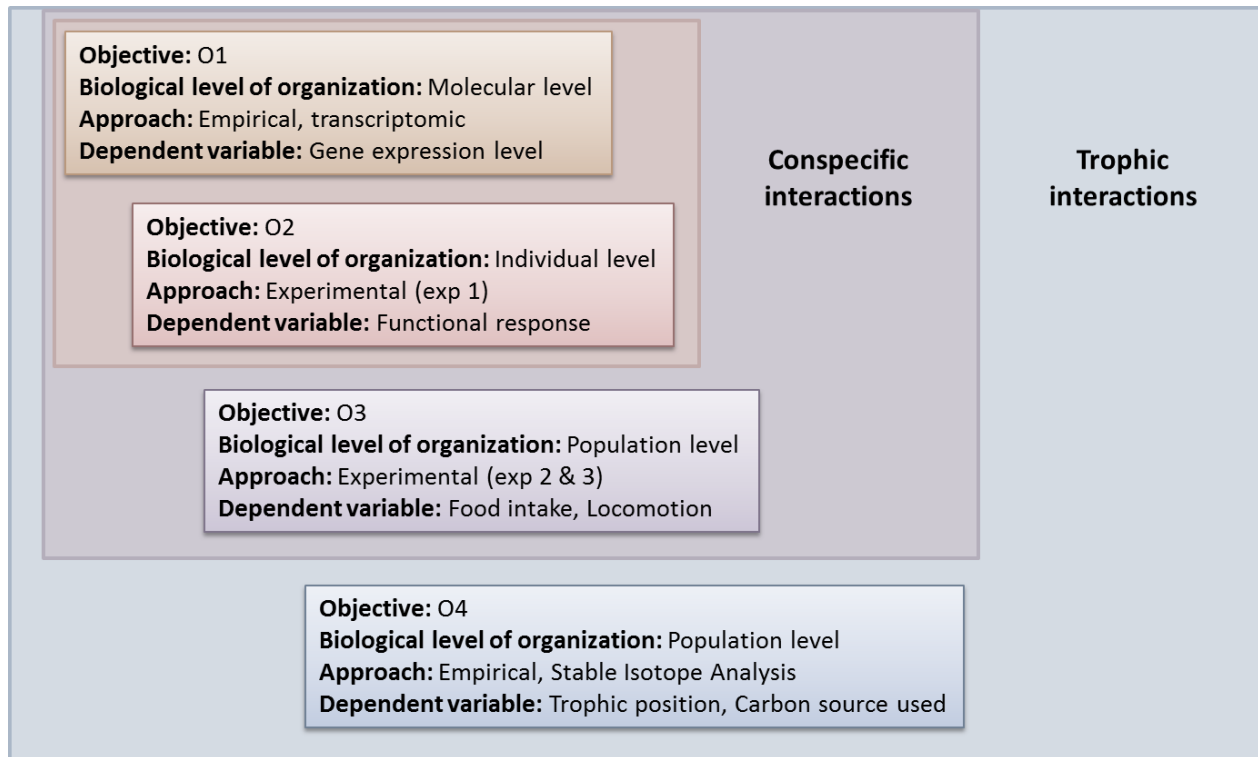 Objective: O1
Biological level of organization: Molecular level
Approach: Empirical, transcriptomic
Dependent variable: Gene expression level
Conspecific
interactions
Trophic
interactions
Objective: O2
Biological level of organization: Individual level
Approach: Experimental (exp 1)
Dependent variable: Functional response
Objective: O3
Biological level of organization: Population level
Approach: Experimental (exp 2 & 3)
Dependent variable: Food intake, Locomotion
Objective: O4
Biological level of organization: Population level
Approach: Empirical, Stable Isotope Analysis
Dependent variable: Trophic position, Carbon source used